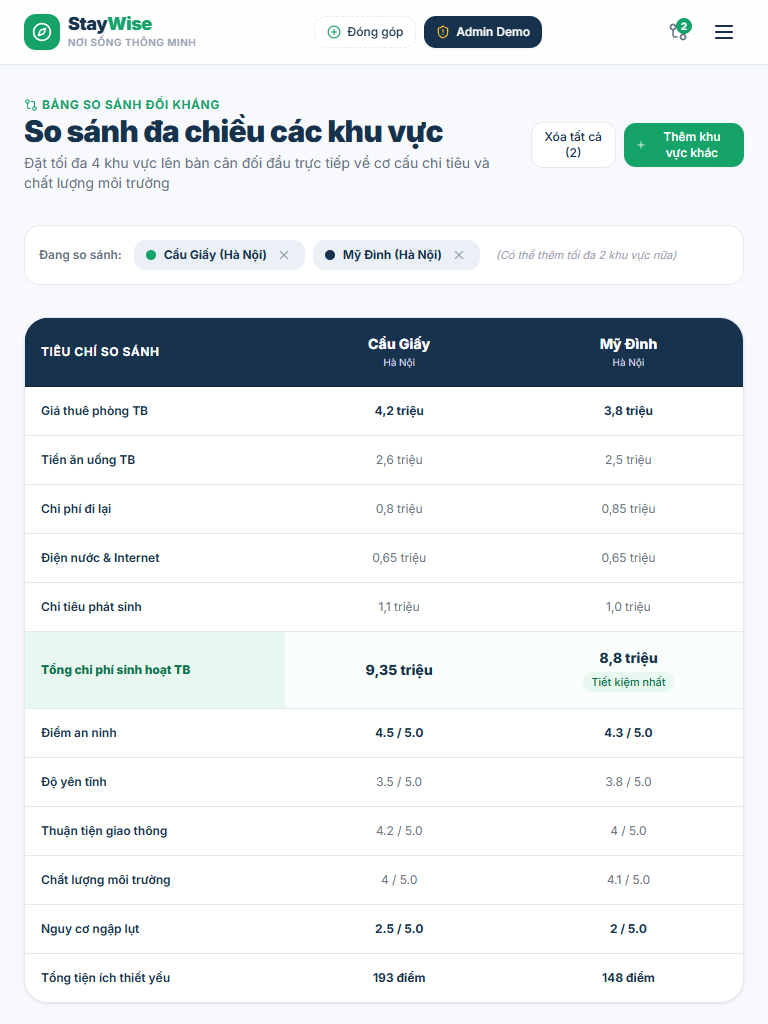 StayWise
NƠI SỐNG THÔNG MINH
Đóng góp
Admin Demo
2
BẢNG SO SÁNH ĐỐI KHÁNG
So sánh đa chiều các khu vực
Đặt tối đa 4 khu vực lên bàn cân đối đầu trực tiếp về cơ cấu chi tiêu và
chất lượng môi trường
Xóa tất cả
(2)
Thêm khu
vực khác
Đang so sánh:
Cầu Giấy (Hà Nội)
Mỹ Đình (Hà Nội)
(Có thể thêm tối đa 2 khu vực nữa)
TIÊU CHÍ SO SÁNH
Cầu Giấy
Hà Nội
Mỹ Đình
Hà Nội
Giá thuê phòng TB
4,2 triệu
3,8 triệu
Tiền ăn uống TB
2,6 triệu
2,5 triệu
Chi phí đi lại
0,8 triệu
0,85 triệu
Điện nước & Internet
0,65 triệu
0,65 triệu
Chi tiêu phát sinh
1,1 triệu
1,0 triệu
Tổng chi phí sinh hoạt TB
9,35 triệu
8,8 triệu
Tiết kiệm nhất
Điểm an ninh
4.5 / 5.0
4.3 / 5.0
Độ yên tĩnh
3.5 / 5.0
3.8 / 5.0
Thuận tiện giao thông
4.2 / 5.0
4 / 5.0
Chất lượng môi trường
4 / 5.0
4.1 / 5.0
Nguy cơ ngập lụt
2.5 / 5.0
2 / 5.0
Tổng tiện ích thiết yếu
193 điểm
148 điểm